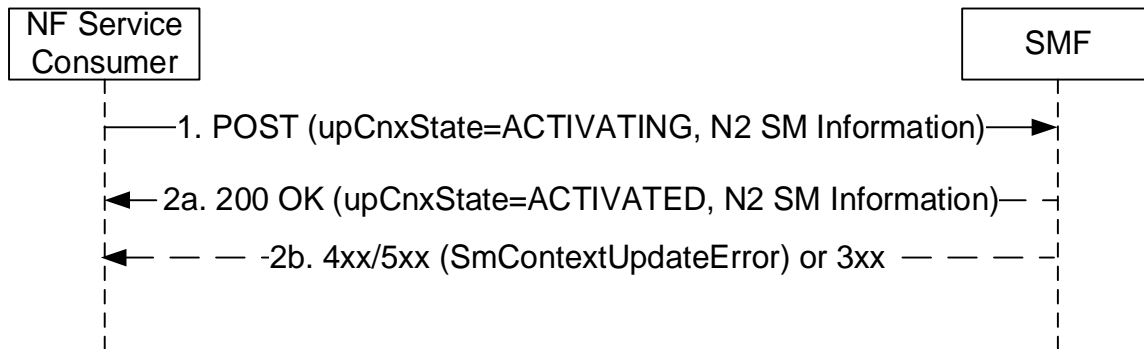 NF Service
Consumer
SMF
1. POST (upCnxState=ACTIVATING, N2 SM Information)
2a. 200 OK (upCnxState=ACTIVATED, N2 SM Information)
2b. 4xx/5xx (SmContextUpdateError) or 3xx